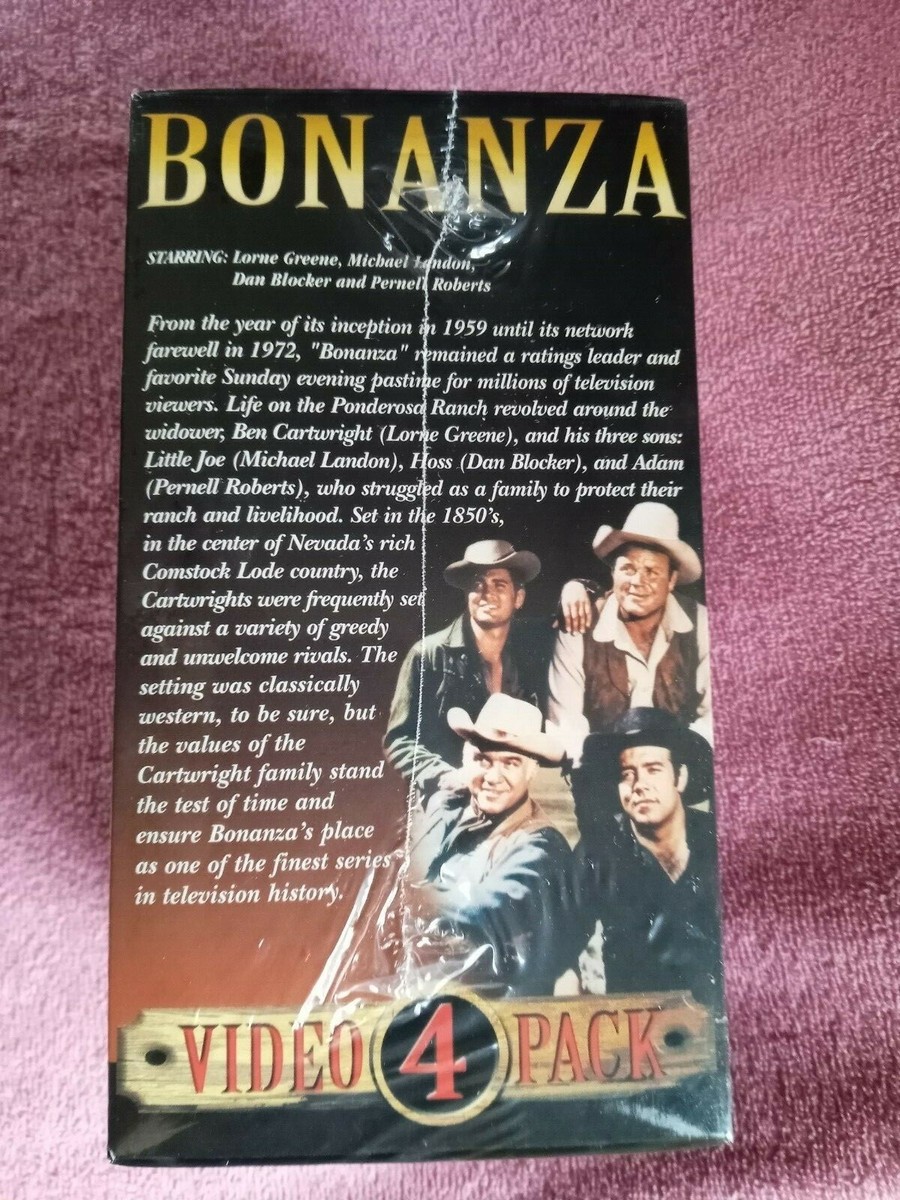 BONANZA
STARRING: Lorne Greene, Michael Landon,
Dan Blocker and Pernell Roberts
From the year of its inception in 1959 until its network
farewell in 1972, "Bonanza" remained a ratings leader and
favorite Sunday evening pastime for millions of television
viewers. Life on the Ponderosa Ranch revolved around the
widower, Ben Cartwright (Lorne Greene), and his three sons:
Little Joe (Michael Landon), Hoss (Dan Blocker), and Adam
(Pernell Roberts), who struggled as a family to protect their
ranch and livelihood. Set in the 1850's,
in the center of Nevada's rich
Comstock Lode country, the
Cartwrights were frequently set
against a variety of greedy
and unwelcome rivals. The
setting was classically
western, to be sure, but
the values of the
Cartwright family stand
the test of time and
ensure Bonanza's place
as one of the finest series
in television history.
VIDEO 4 PACK